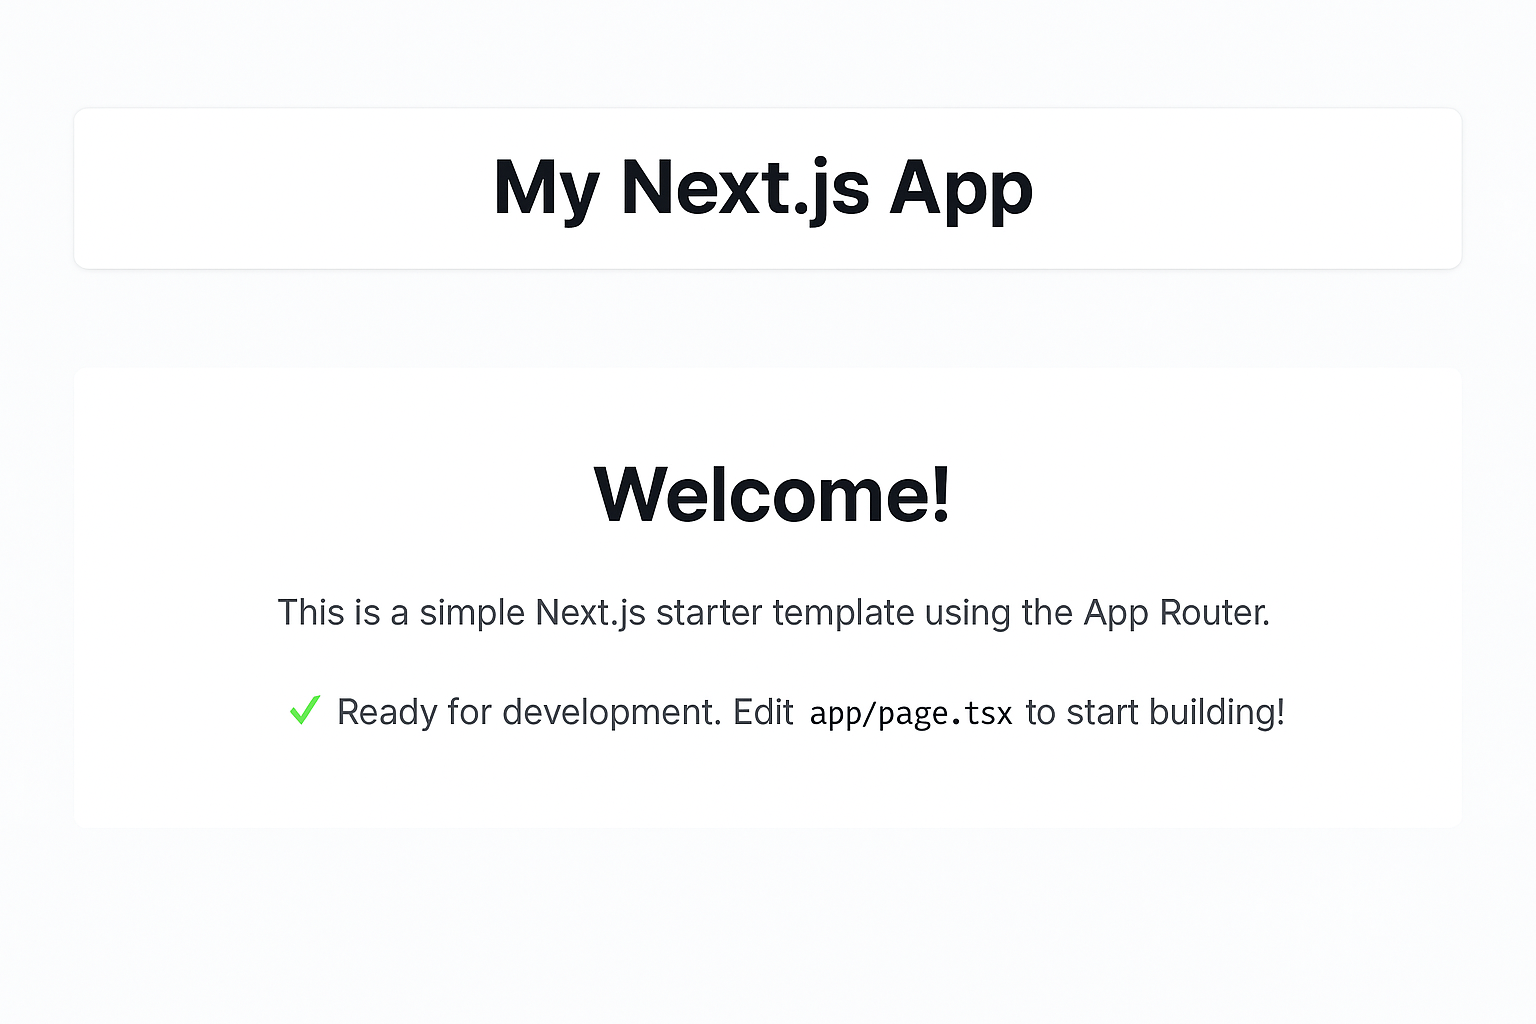 My Next.js App
Welcome!
This is a simple Next.js starter template using the App Router.
✓ Ready for development. Edit app/page.tsx to start building!